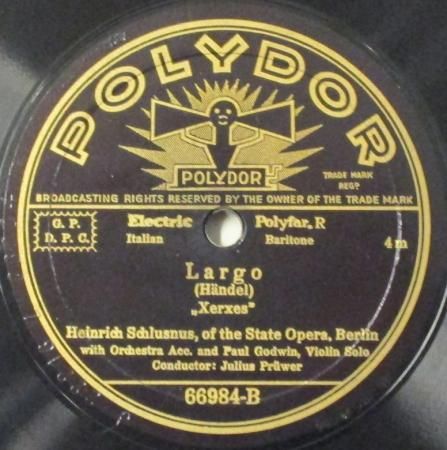 POLYDOR
POLYDOR
TRADE MARK
REGD
BROADCASTING RIGHTS RESERVED BY THE OWNER OF THE TRADE MARK
G. P.
D. P. C.
Electric Polyfar, R
Italian Baritone 4m
Largo
(Händel)
„Xerxes"
Heinrich Schlusnus, of the State Opera, Berlin
with Orchestra Acc. and Paul Godwin, Violin Solo
Conductor: Julius Prüwer
66984-B